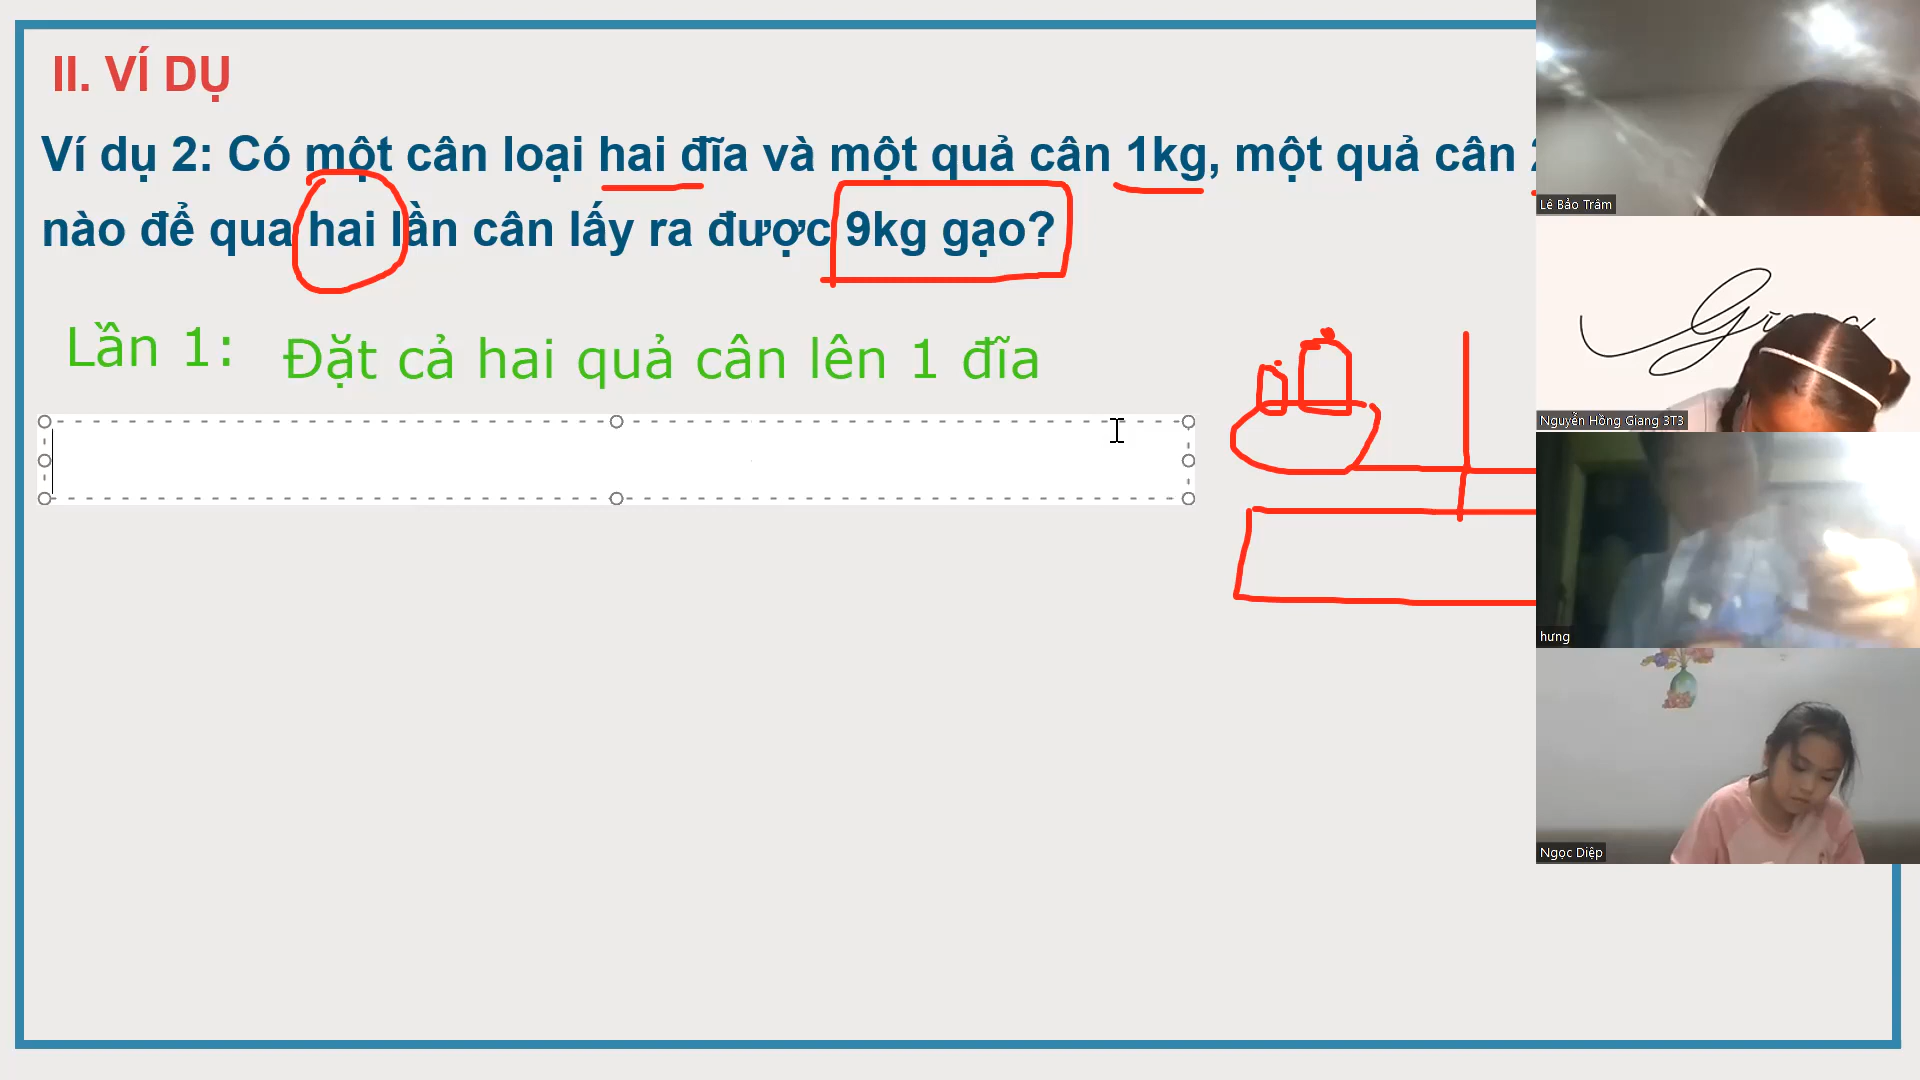 II. VÍ DỤ
Ví dụ 2: Có một cân loại hai đĩa và một quả cân 1kg, một quả cân
nào để qua hai lần cân lấy ra được 9kg gạo?
Lần 1: Đặt cả hai quả cân lên 1 đĩa
Lê Bảo Trâm
Nguyễn Hồng Giang 3T3
hưng
Ngọc Diệp